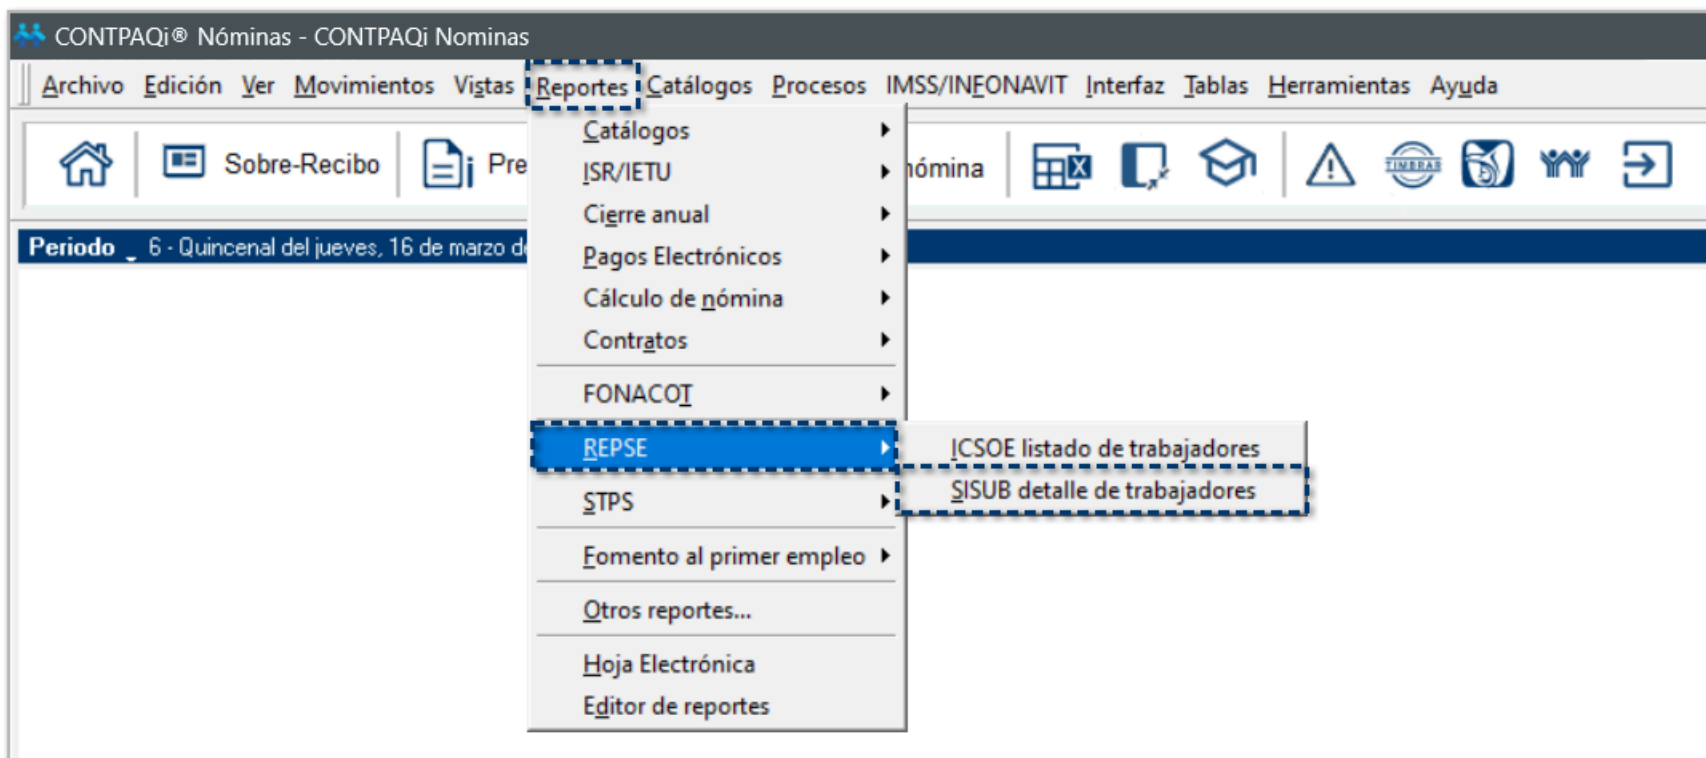 CONTPAQi® Nóminas - CONTPAQi Nominas
Archivo Edición Ver Movimientos Vistas Reportes Catálogos Procesos IMSS/INFONAVIT Interfaz Tablas Herramientas Ayuda
Sobre-Recibo Pre nómina
TIMBRAR
Periodo 6 - Quincenal del jueves, 16 de marzo de
Catálogos
ISR/IETU
Cierre anual
Pagos Electrónicos
Cálculo de nómina
Contratos
FONACOT
REPSE
ICSOE listado de trabajadores
SISUB detalle de trabajadores
STPS
Fomento al primer empleo
Otros reportes...
Hoja Electrónica
Editor de reportes